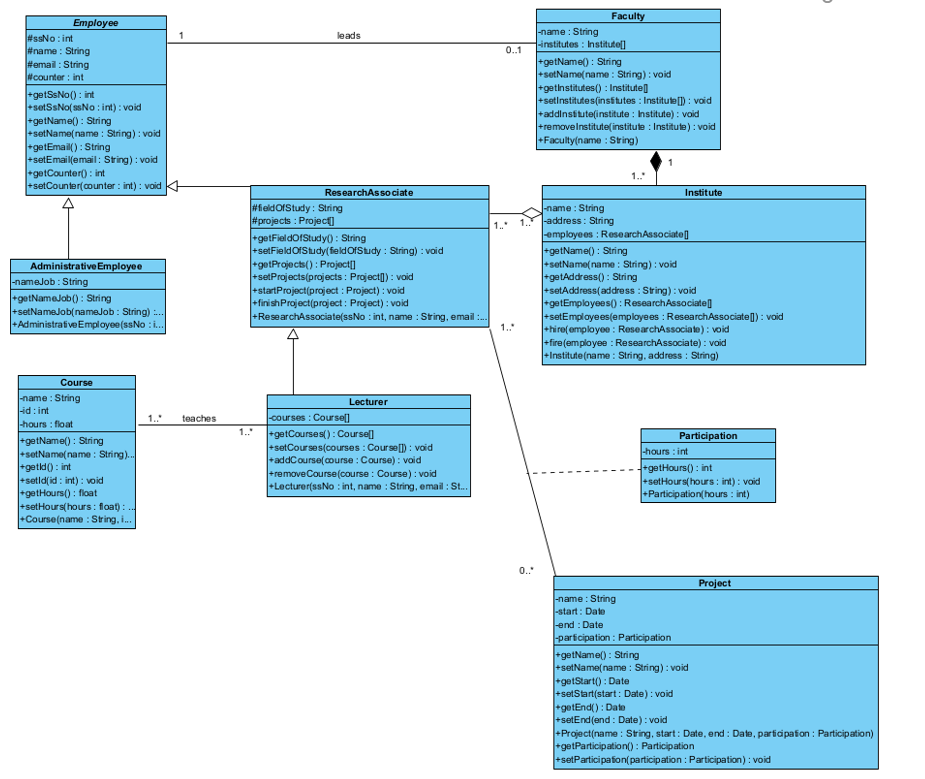 Employee
#ssNo : int
#name : String
#email : String
#counter : int
+getSsNo() : int
+setSsNo(ssNo : int) : void
+getName() : String
+setName(name : String) : void
+getEmail() : String
+setEmail(email : String) : void
+getCounter() : int
+setCounter(counter : int) : void
1
leads
0..1
Faculty
-name : String
-institutes : Institute[]
+getName() : String
+setName(name : String) : void
+getInstitutes() : Institute[]
+setInstitutes(institutes : Institute[]) : void
+addInstitute(institute : Institute) : void
+removeInstitute(institute : Institute) : void
+Faculty(name : String)
1
1..*
ResearchAssociate
#fieldOfStudy : String
#projects : Project[]
+getFieldOfStudy() : String
+setFieldOfStudy(fieldOfStudy : String) : void
+getProjects() : Project[]
+setProjects(projects : Project[]) : void
+startProject(project : Project) : void
+finishProject(project : Project) : void
+ResearchAssociate(ssNo : int, name : String, email :...
1..*
1..*
Institute
-name : String
-address : String
-employees : ResearchAssociate[]
+getName() : String
+setName(name : String) : void
+getAddress() : String
+setAddress(address : String) : void
+getEmployees() : ResearchAssociate[]
+setEmployees(employees : ResearchAssociate[]) : void
+hire(employee : ResearchAssociate) : void
+fire(employee : ResearchAssociate) : void
+Institute(name : String, address : String)
AdministrativeEmployee
-nameJob : String
+getNameJob() : String
+setNameJob(nameJob : String) :...
+AdministrativeEmployee(ssNo : i...
1..*
Course
-name : String
-id : int
-hours : float
+getName() : String
+setName(name : String)...
+getId() : int
+setId(id : int) : void
+getHours() : float
+setHours(hours : float) : ...
+Course(name : String, i...
1..*
teaches
1..*
Lecturer
-courses : Course[]
+getCourses() : Course[]
+setCourses(courses : Course[]) : void
+addCourse(course : Course) : void
+removeCourse(course : Course) : void
+Lecturer(ssNo : int, name : String, email : St...
Participation
-hours : int
+getHours() : int
+setHours(hours : int) : void
+Participation(hours : int)
0..*
Project
-name : String
-start : Date
-end : Date
-participation : Participation
+getName() : String
+setName(name : String) : void
+getStart() : Date
+setStart(start : Date) : void
+getEnd() : Date
+setEnd(end : Date) : void
+Project(name : String, start : Date, end : Date, participation : Participation)
+getParticipation() : Participation
+setParticipation(participation : Participation) : void